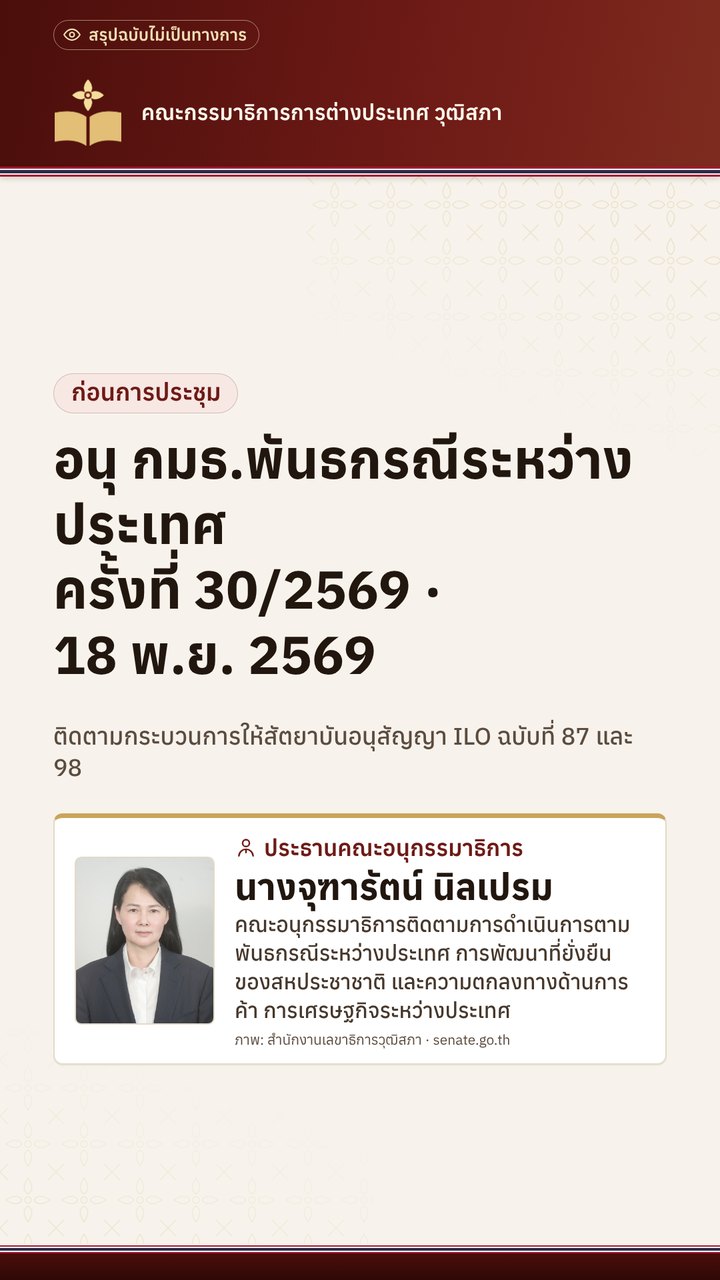 สรุปฉบับไม่เป็นทางการ
คณะกรรมาธิการการต่างประเทศ วุฒิสภา
ก่อนการประชุม
อนุ กมธ.พันธกรณีระหว่าง
ประเทศ
ครั้งที่ 30/2569 ·
18 พ.ย. 2569
ติดตามกระบวนการให้สัตยาบันอนุสัญญา ILO ฉบับที่ 87 และ
98
ประธานคณะอนุกรรมาธิการ
นางจุฑารัตน์ นิลเปรม
คณะอนุกรรมาธิการติดตามการดำเนินการตาม
พันธกรณีระหว่างประเทศ การพัฒนาที่ยั่งยืน
ของสหประชาชาติ และความตกลงทางด้านการ
ค้า การเศรษฐกิจระหว่างประเทศ
ภาพ: สำนักงานเลขาธิการวุฒิสภา · senate.go.th